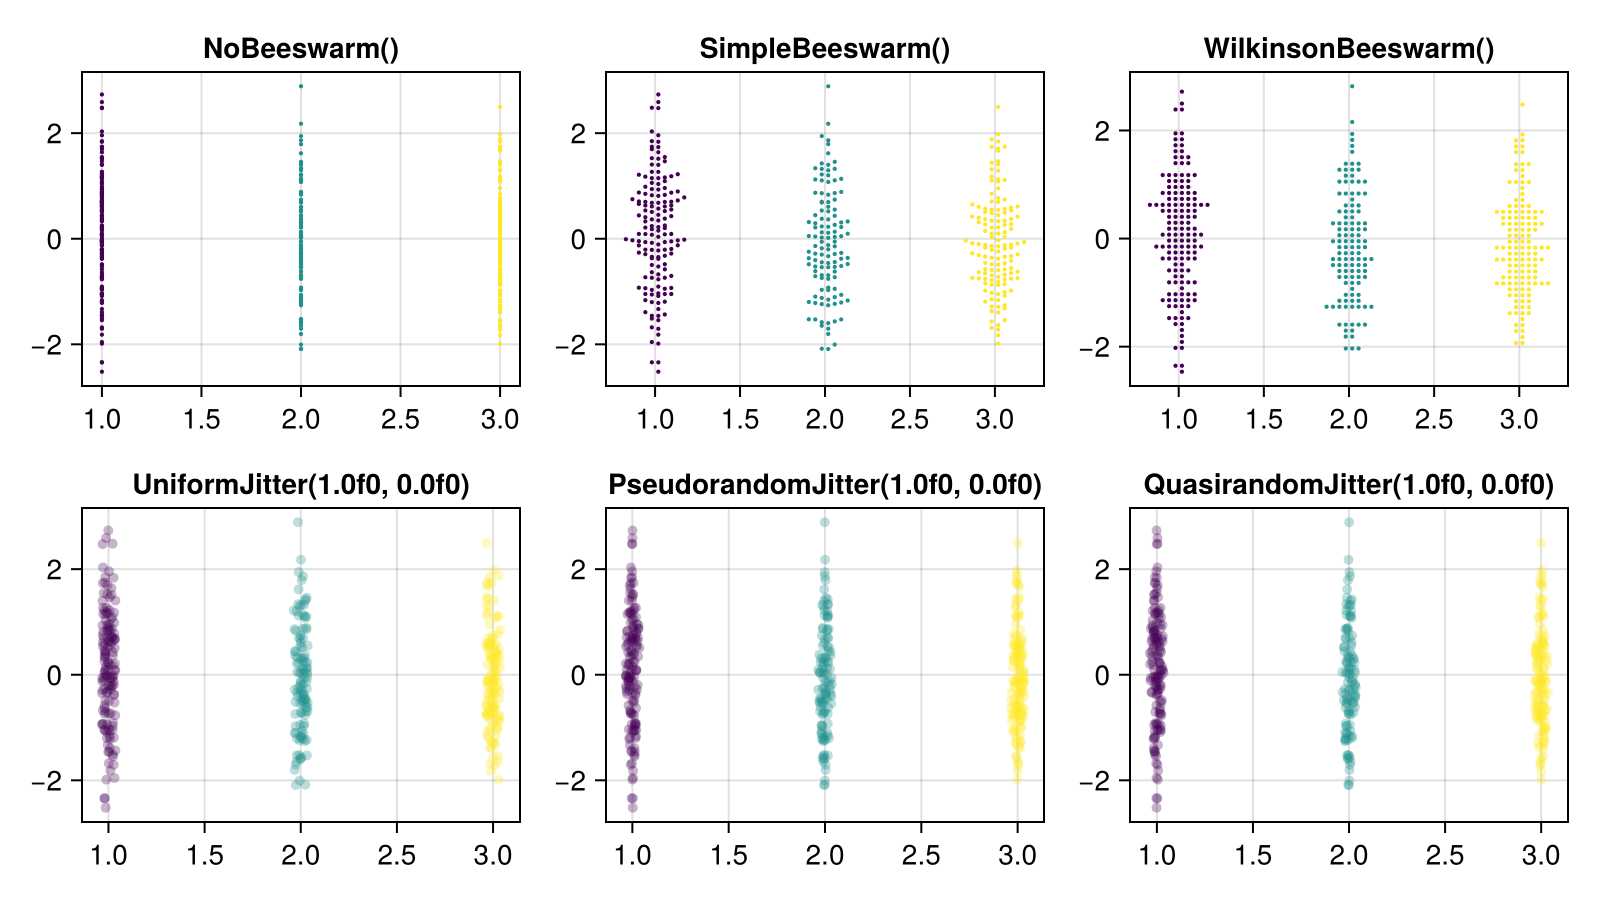 NoBeeswarm() SimpleBeeswarm() WilkinsonBeeswarm()
2 2 2
0 0 0
−2 −2 −2
1.0 1.5 2.0 2.5 3.0 1.0 1.5 2.0 2.5 3.0 1.0 1.5 2.0 2.5 3.0
UniformJitter(1.0f0, 0.0f0) PseudorandomJitter(1.0f0, 0.0f0) QuasirandomJitter(1.0f0, 0.0f0)
2 2 2
0 0 0
−2 −2 −2
1.0 1.5 2.0 2.5 3.0 1.0 1.5 2.0 2.5 3.0 1.0 1.5 2.0 2.5 3.0